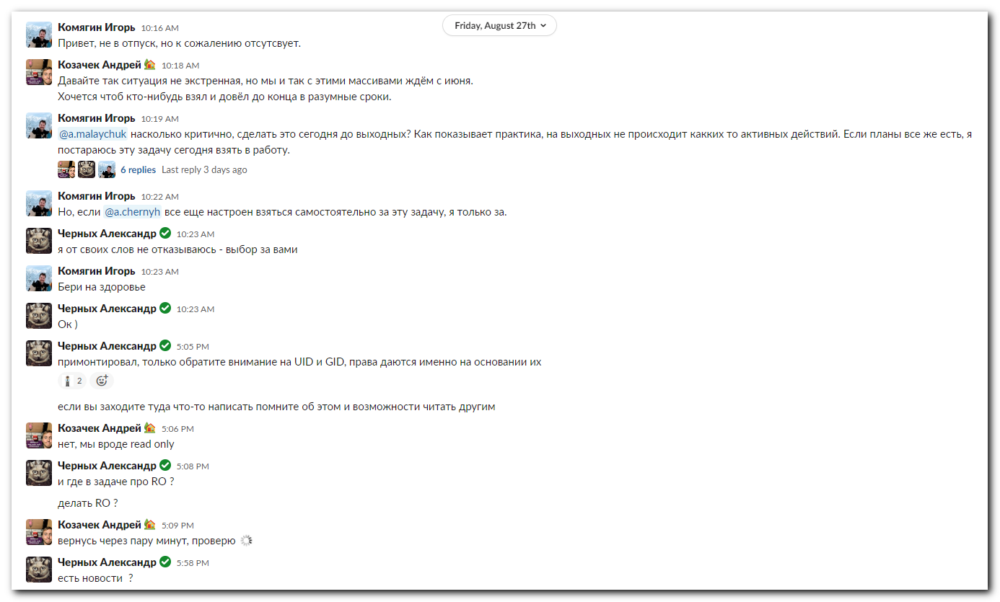 Friday, August 27th
Комягин Игорь 10:16 AM
Привет, не в отпуск, но к сожалению отсутсвует.
Козачек Андрей 10:18 AM
Давайте так ситуация не экстренная, но мы и так с этими массивами ждём с июня.
Хочется чтоб кто-нибудь взял и довёл до конца в разумные сроки.
Комягин Игорь 10:19 AM
@a.malaychuk насколько критично, сделать это сегодня до выходных? Как показывает практика, на выходных не происходит какких то активных действий. Если планы все же есть, я
постараюсь эту задачу сегодня взять в работу.
6 replies Last reply 3 days ago
Комягин Игорь 10:22 AM
Но, если @a.chernyh все еще настроен взяться самостоятельно за эту задачу, я только за.
Черных Александр 10:23 AM
я от своих слов не отказываюсь - выбор за вами
Комягин Игорь 10:23 AM
Бери на здоровье
Черных Александр 10:23 AM
Ок )
Черных Александр 5:05 PM
примонтировал, только обратите внимание на UID и GID, права даются именно на основании их
2
если вы заходите туда что-то написать помните об этом и возможности читать другим
Козачек Андрей 5:06 PM
нет, мы вроде read only
Черных Александр 5:08 PM
и где в задаче про RO ?
делать RO ?
Козачек Андрей 5:09 PM
вернусь через пару минут, проверю
Черных Александр 5:58 PM
есть новости ?